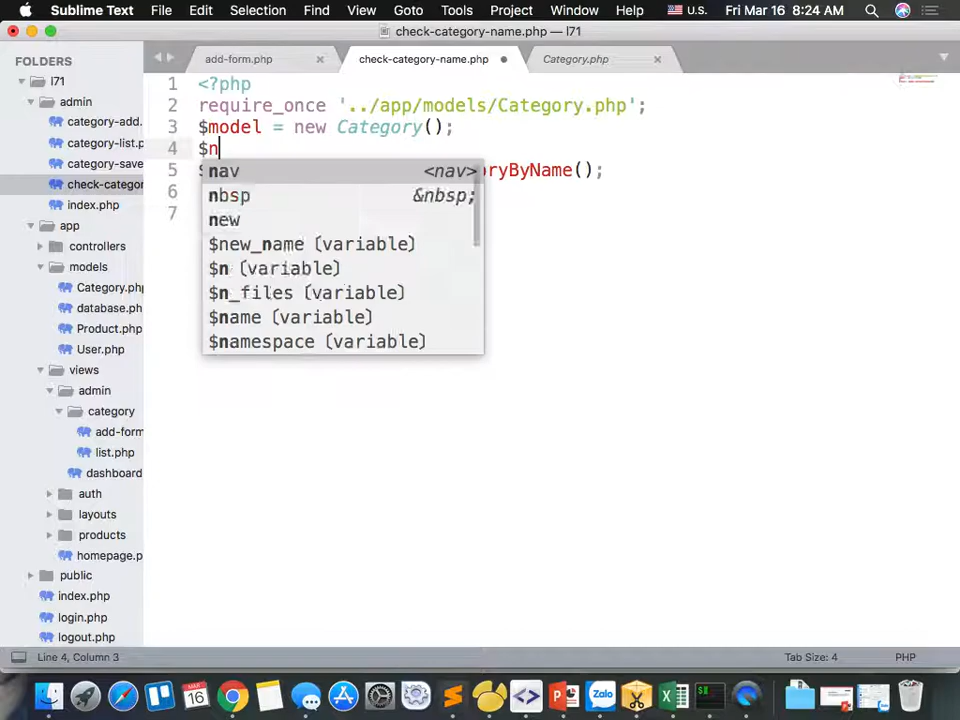 Sublime Text File Edit Selection Find View Goto Tools Project Window Help U.S. Fri Mar 16 8:24 AM
check-category-name.php — l71
FOLDERS
l71
admin
category-add.
category-list.p
category-save
check-categor
index.php
app
controllers
models
Category.php
database.ph
Product.php
User.php
views
admin
category
add-form
list.php
dashboard
auth
layouts
products
homepage.p
public
index.php
login.php
logout.php
add-form.php
check-category-name.php
Category.php
1 <?php
2 require_once '../app/models/Category.php';
3 $model = new Category();
4 $n
5 $ oryByName();
6
7
nav <nav>
nbsp &nbsp;
new
$new_name (variable)
$n (variable)
$n_files (variable)
$name (variable)
$namespace (variable)
Line 4, Column 3
Tab Size: 4
PHP
MAR
16
Zalo